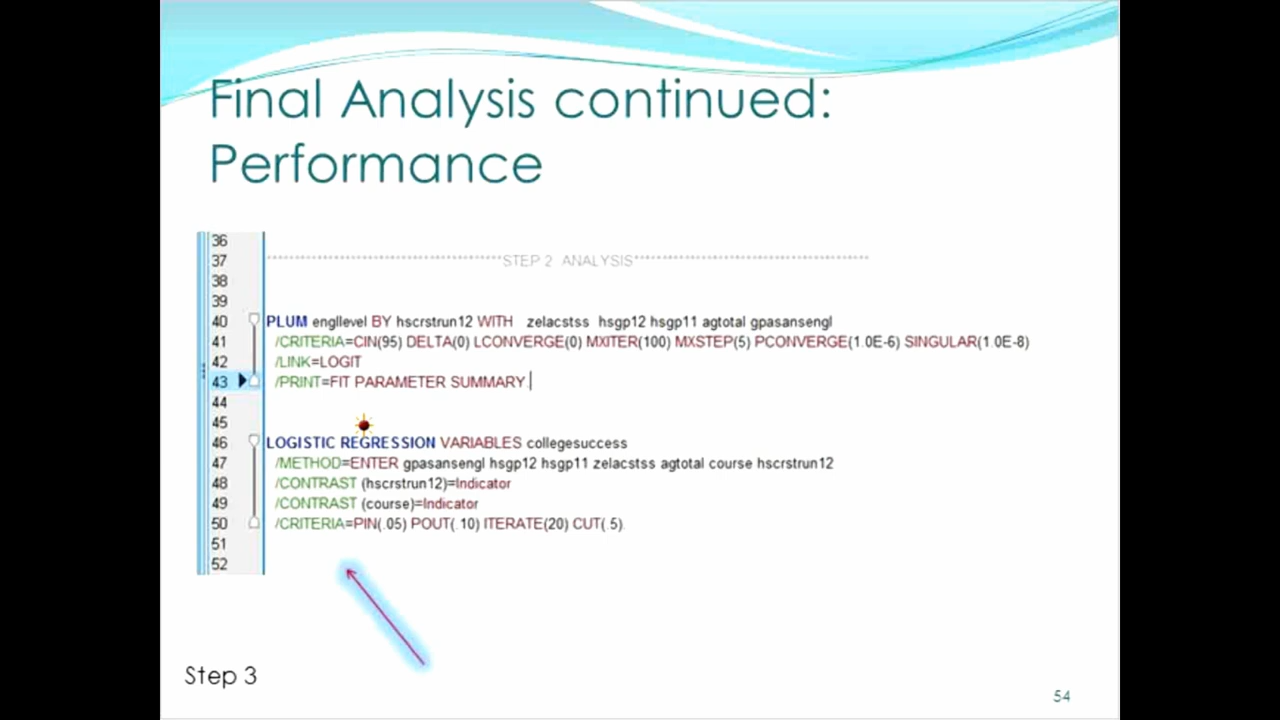 Final Analysis continued:
Performance
36
37 ****************************************STEP 2 ANALYSIS****************************************
38
39
40 PLUM engllevel BY hscrstrun12 WITH zelacstss hsgp12 hsgp11 agtotal gpasansengl
41 /CRITERIA=CIN(95) DELTA(0) LCONVERGE(0) MXITER(100) MXSTEP(5) PCONVERGE(1.0E-6) SINGULAR(1.0E-8)
42 /LINK=LOGIT
43 /PRINT=FIT PARAMETER SUMMARY.
44
45
46 LOGISTIC REGRESSION VARIABLES collegesuccess
47 /METHOD=ENTER gpasansengl hsgp12 hsgp11 zelacstss agtotal course hscrstrun12
48 /CONTRAST (hscrstrun12)=Indicator
49 /CONTRAST (course)=Indicator
50 /CRITERIA=PIN(.05) POUT(.10) ITERATE(20) CUT(.5).
51
52
Step 3
54